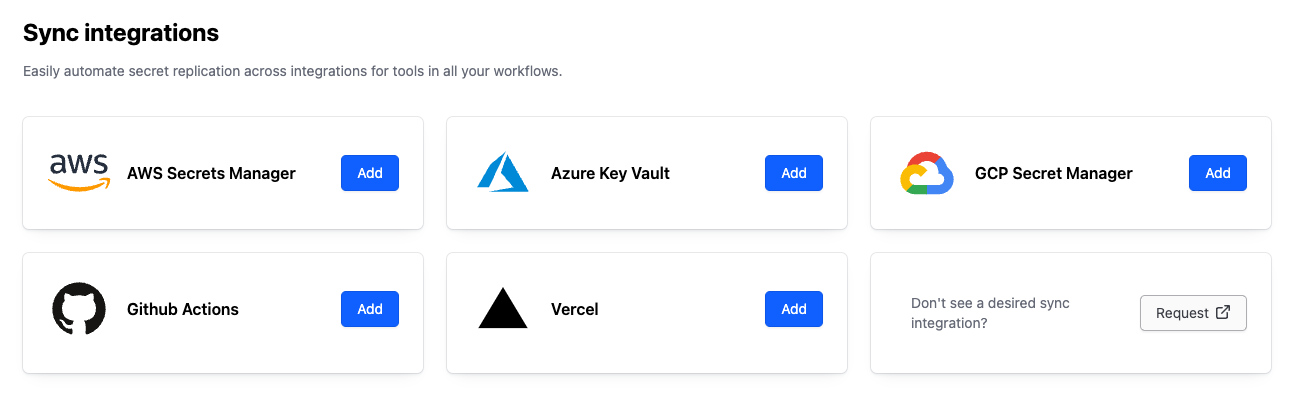 Sync integrations
Easily automate secret replication across integrations for tools in all your workflows.
aws
AWS Secrets Manager
Add
Azure Key Vault
Add
GCP Secret Manager
Add
Github Actions
Add
Vercel
Add
Don't see a desired sync
integration?
Request